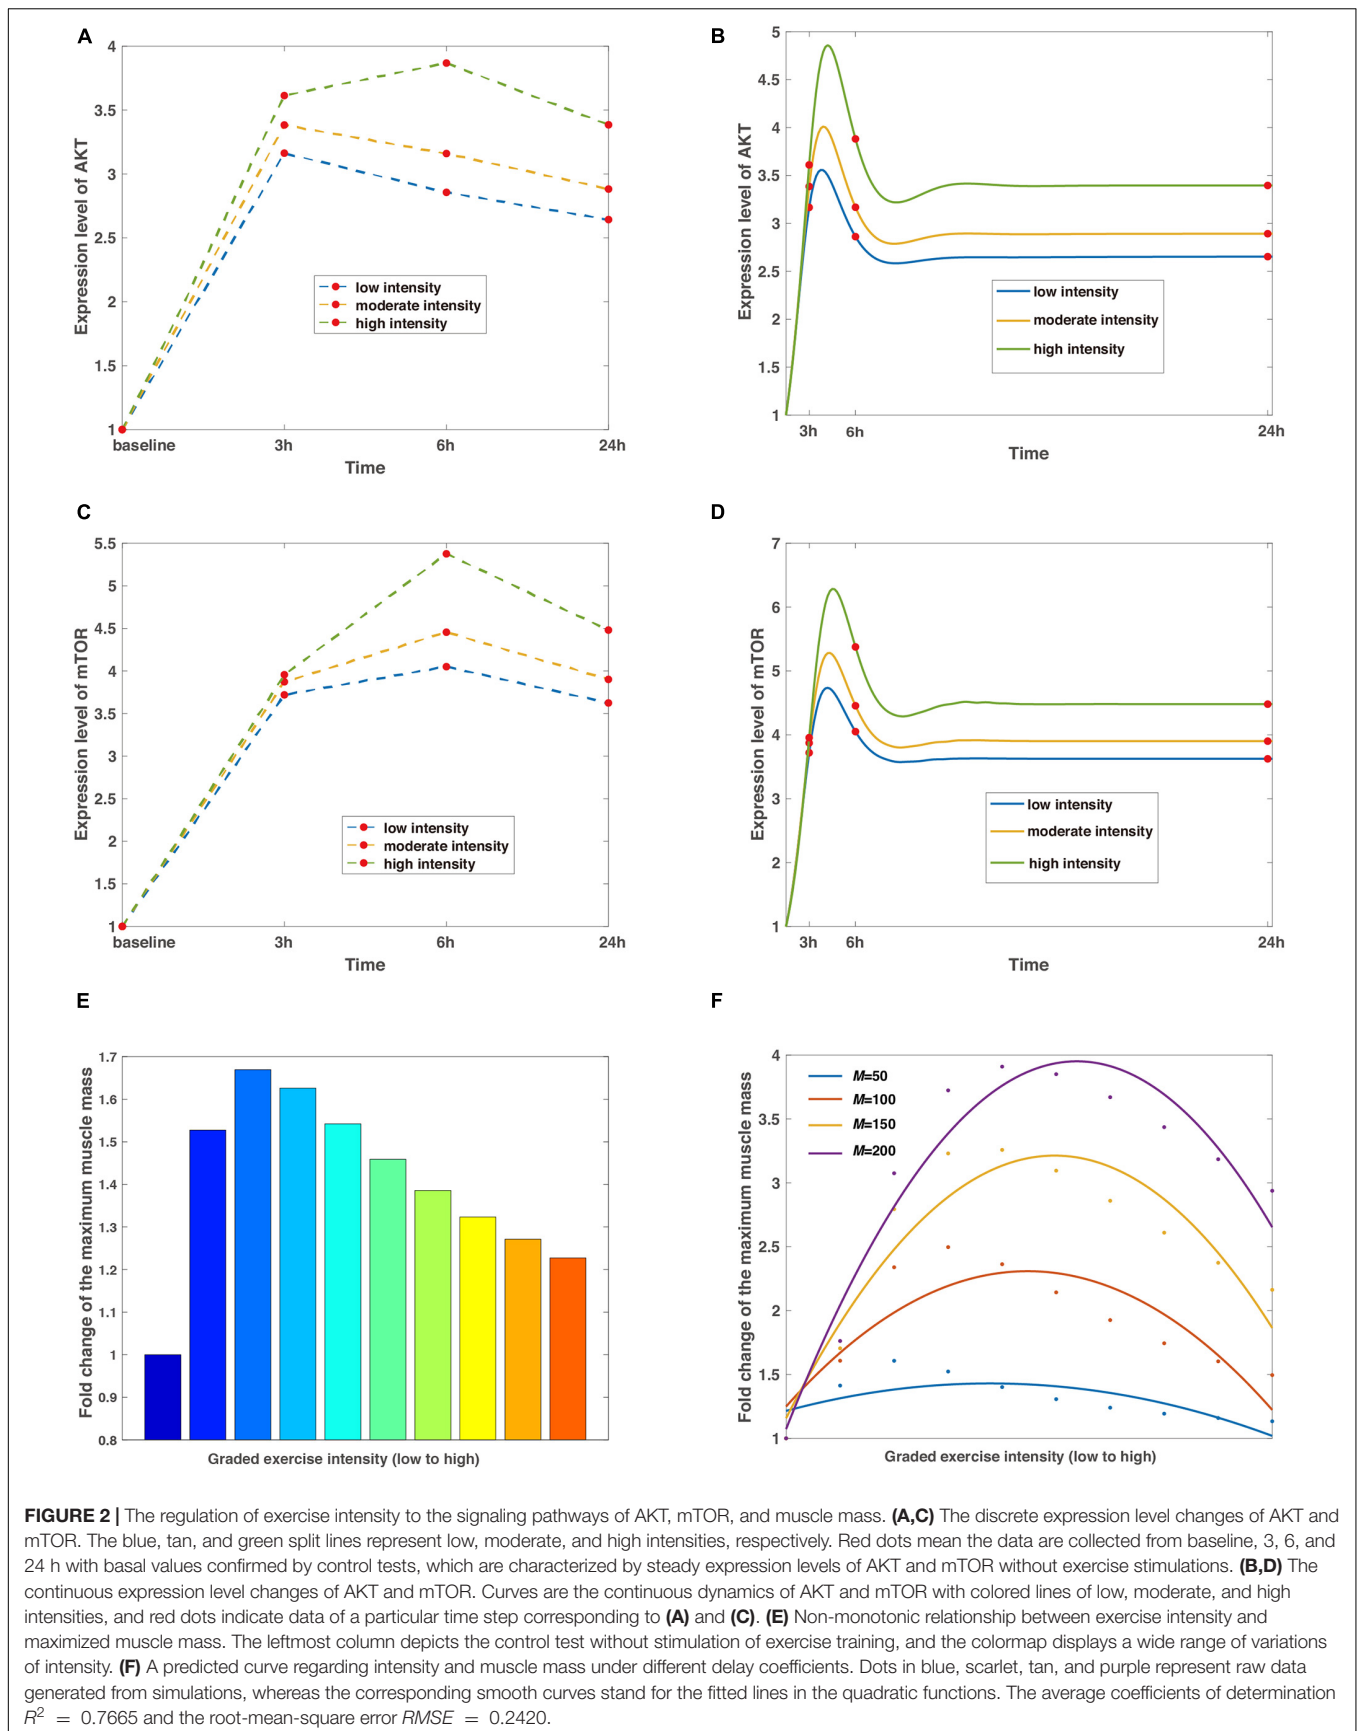 A
4
3.5
3
2.5
2
1.5
1
Expression level of AKT
low intensity
moderate intensity
high intensity
baseline 3h 6h 24h
Time
B
5
4.5
4
3.5
3
2.5
2
1.5
1
Expression level of AKT
low intensity
moderate intensity
high intensity
3h 6h 24h
Time
C
5.5
5
4.5
4
3.5
3
2.5
2
1.5
1
Expression level of mTOR
low intensity
moderate intensity
high intensity
baseline 3h 6h 24h
Time
D
7
6
5
4
3
2
1
Expression level of mTOR
low intensity
moderate intensity
high intensity
3h 6h 24h
Time
E
1.7
1.6
1.5
1.4
1.3
1.2
1.1
1
0.9
0.8
Fold change of the maximum muscle mass
Graded exercise intensity (low to high)
F
4
3.5
3
2.5
2
1.5
1
Fold change of the maximum muscle mass
M=50
M=100
M=150
M=200
Graded exercise intensity (low to high)
FIGURE 2 | The regulation of exercise intensity to the signaling pathways of AKT, mTOR, and muscle mass. (A,C) The discrete expression level changes of AKT and
mTOR. The blue, tan, and green split lines represent low, moderate, and high intensities, respectively. Red dots mean the data are collected from baseline, 3, 6, and
24 h with basal values confirmed by control tests, which are characterized by steady expression levels of AKT and mTOR without exercise stimulations. (B,D) The
continuous expression level changes of AKT and mTOR. Curves are the continuous dynamics of AKT and mTOR with colored lines of low, moderate, and high
intensities, and red dots indicate data of a particular time step corresponding to (A) and (C). (E) Non-monotonic relationship between exercise intensity and
maximized muscle mass. The leftmost column depicts the control test without stimulation of exercise training, and the colormap displays a wide range of variations
of intensity. (F) A predicted curve regarding intensity and muscle mass under different delay coefficients. Dots in blue, scarlet, tan, and purple represent raw data
generated from simulations, whereas the corresponding smooth curves stand for the fitted lines in the quadratic functions. The average coefficients of determination
R² = 0.7665 and the root-mean-square error RMSE = 0.2420.